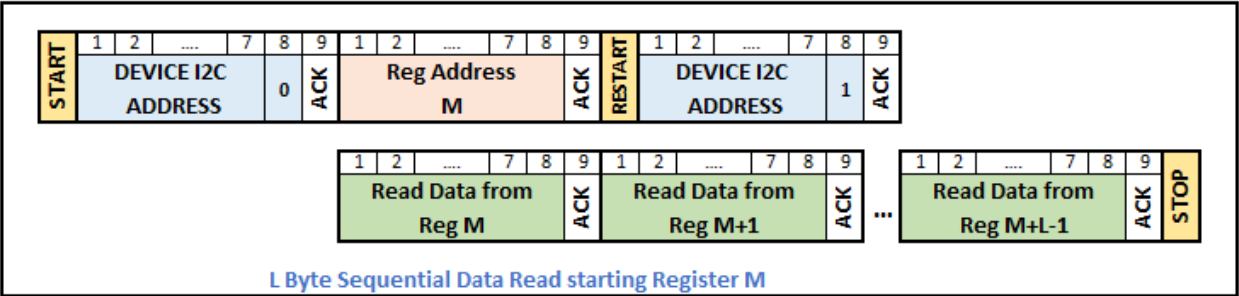 START 1 2 .... 7 8 9 1 2 .... 7 8 9 RESTART 1 2 .... 7 8 9
DEVICE I2C ADDRESS 0 ACK Reg Address M ACK DEVICE I2C ADDRESS 1 ACK
1 2 .... 7 8 9 1 2 .... 7 8 9 1 2 .... 7 8 9
Read Data from Reg M ACK Read Data from Reg M+1 ACK ... Read Data from Reg M+L-1 ACK STOP
L Byte Sequential Data Read starting Register M